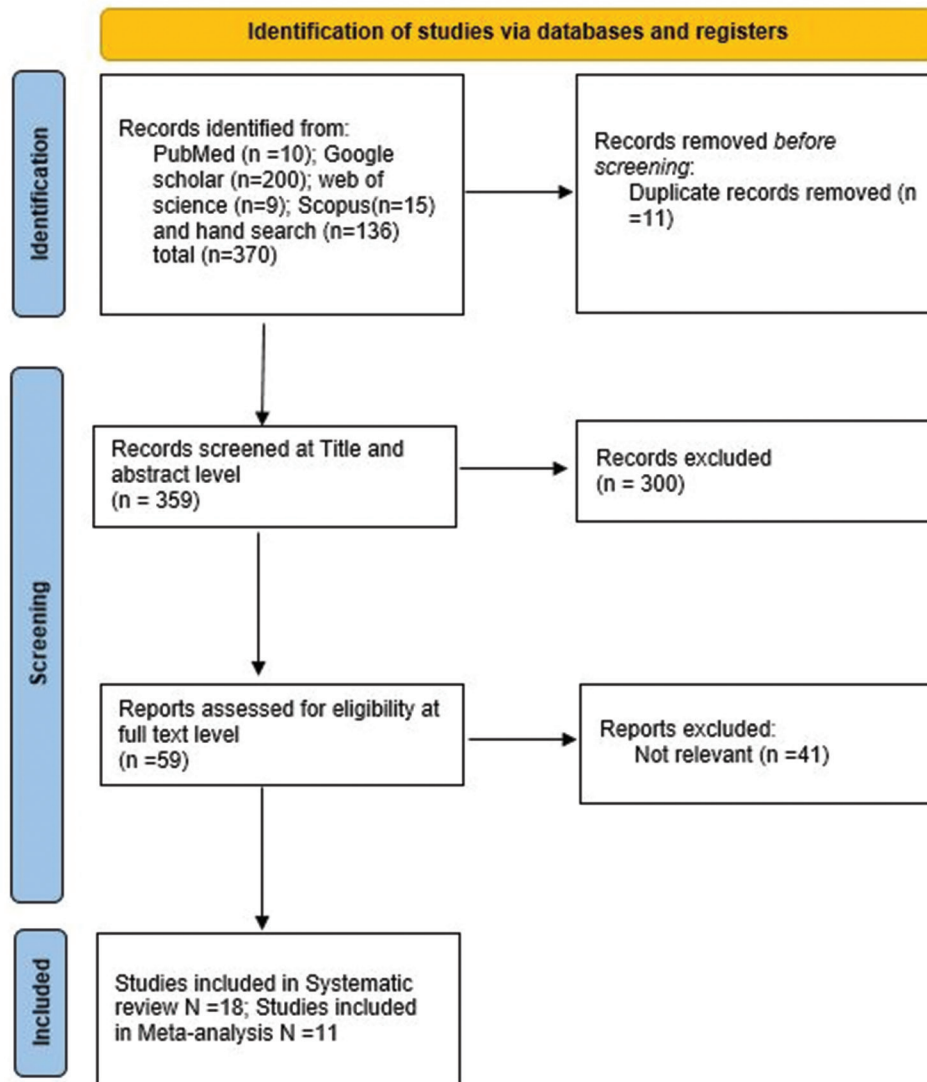 Identification of studies via databases and registers
Identification
Records identified from:
PubMed (n =10); Google
scholar (n=200); web of
science (n=9); Scopus(n=15)
and hand search (n=136)
total (n=370)
Records removed before
screening:
Duplicate records removed (n
=11)
Screening
Records screened at Title and
abstract level
(n = 359)
Records excluded
(n = 300)
Reports assessed for eligibility at
full text level
(n =59)
Reports excluded:
Not relevant (n =41)
Included
Studies included in Systematic
review N =18; Studies included
in Meta-analysis N =11